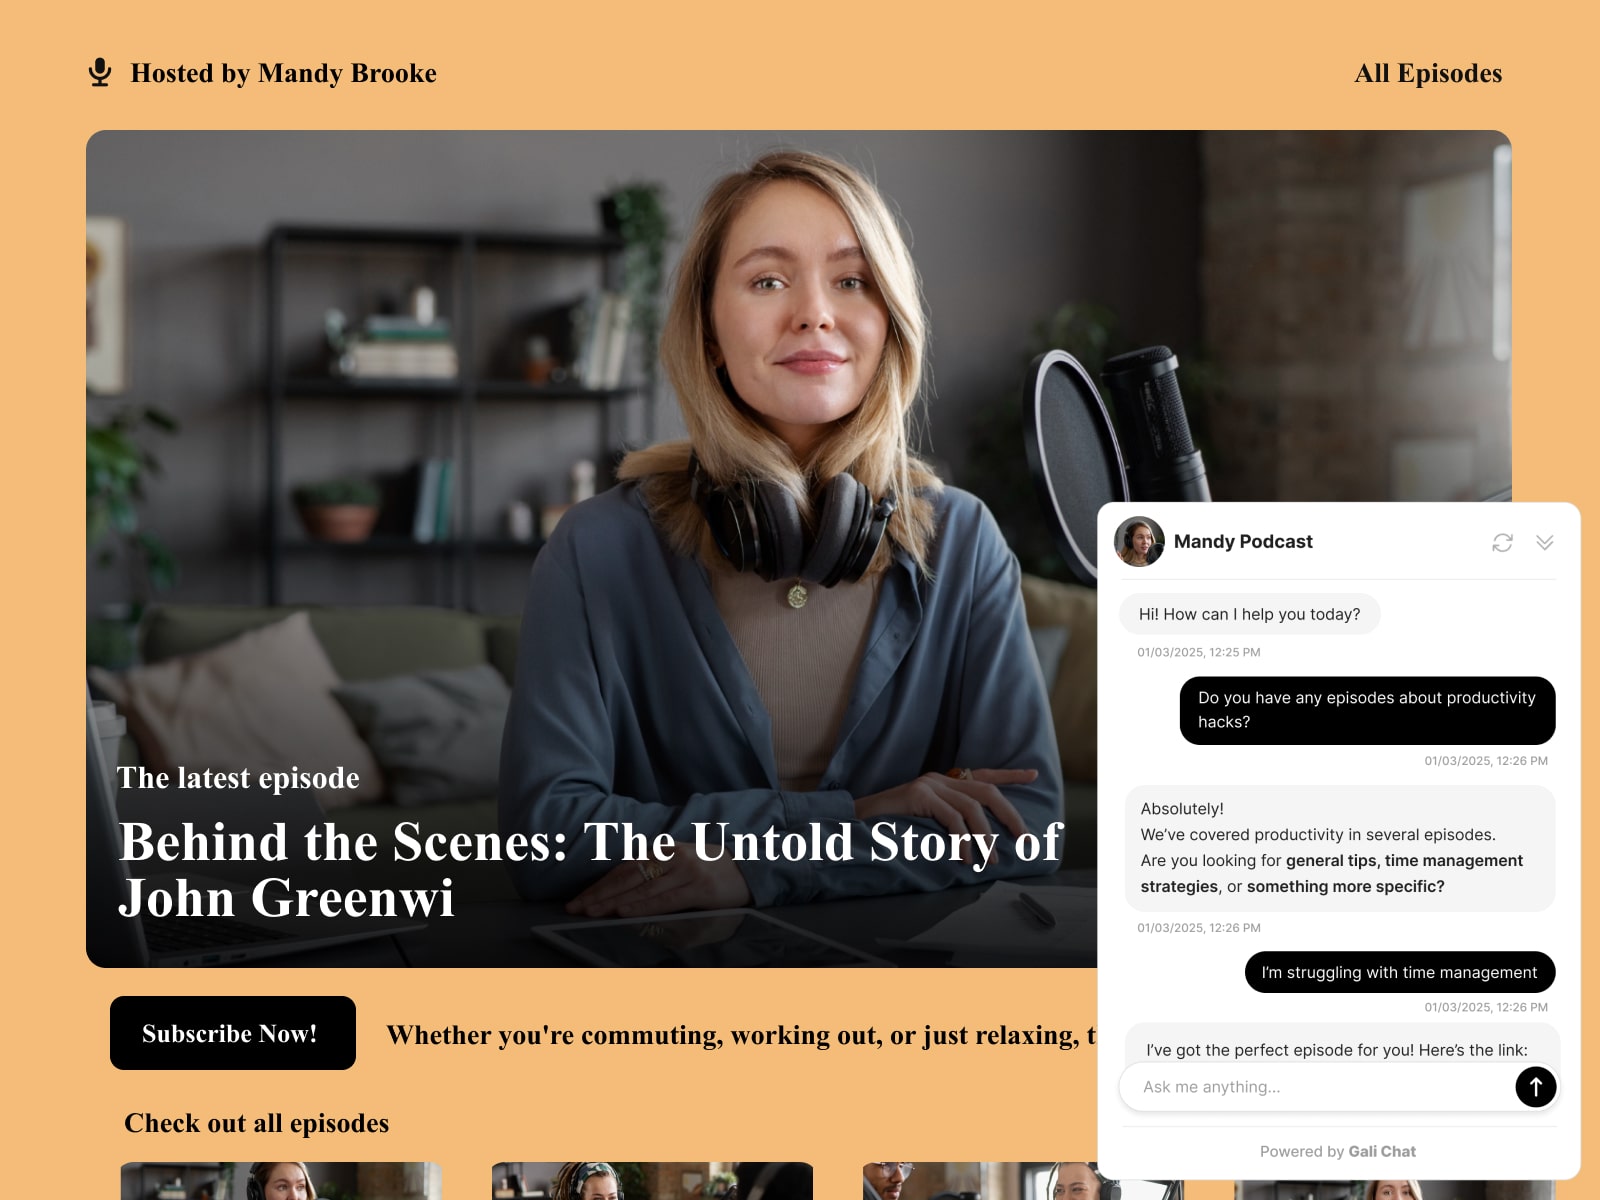 Hosted by Mandy Brooke
All Episodes
The latest episode
Behind the Scenes: The Untold Story of
John Greenwi
Subscribe Now!
Whether you're commuting, working out, or just relaxing, t
Check out all episodes
Mandy Podcast
Hi! How can I help you today?
01/03/2025, 12:25 PM
Do you have any episodes about productivity
hacks?
01/03/2025, 12:26 PM
Absolutely!
We’ve covered productivity in several episodes.
Are you looking for general tips, time management
strategies, or something more specific?
01/03/2025, 12:26 PM
I’m struggling with time management
01/03/2025, 12:26 PM
I’ve got the perfect episode for you! Here’s the link:
Ask me anything...
Powered by Gali Chat